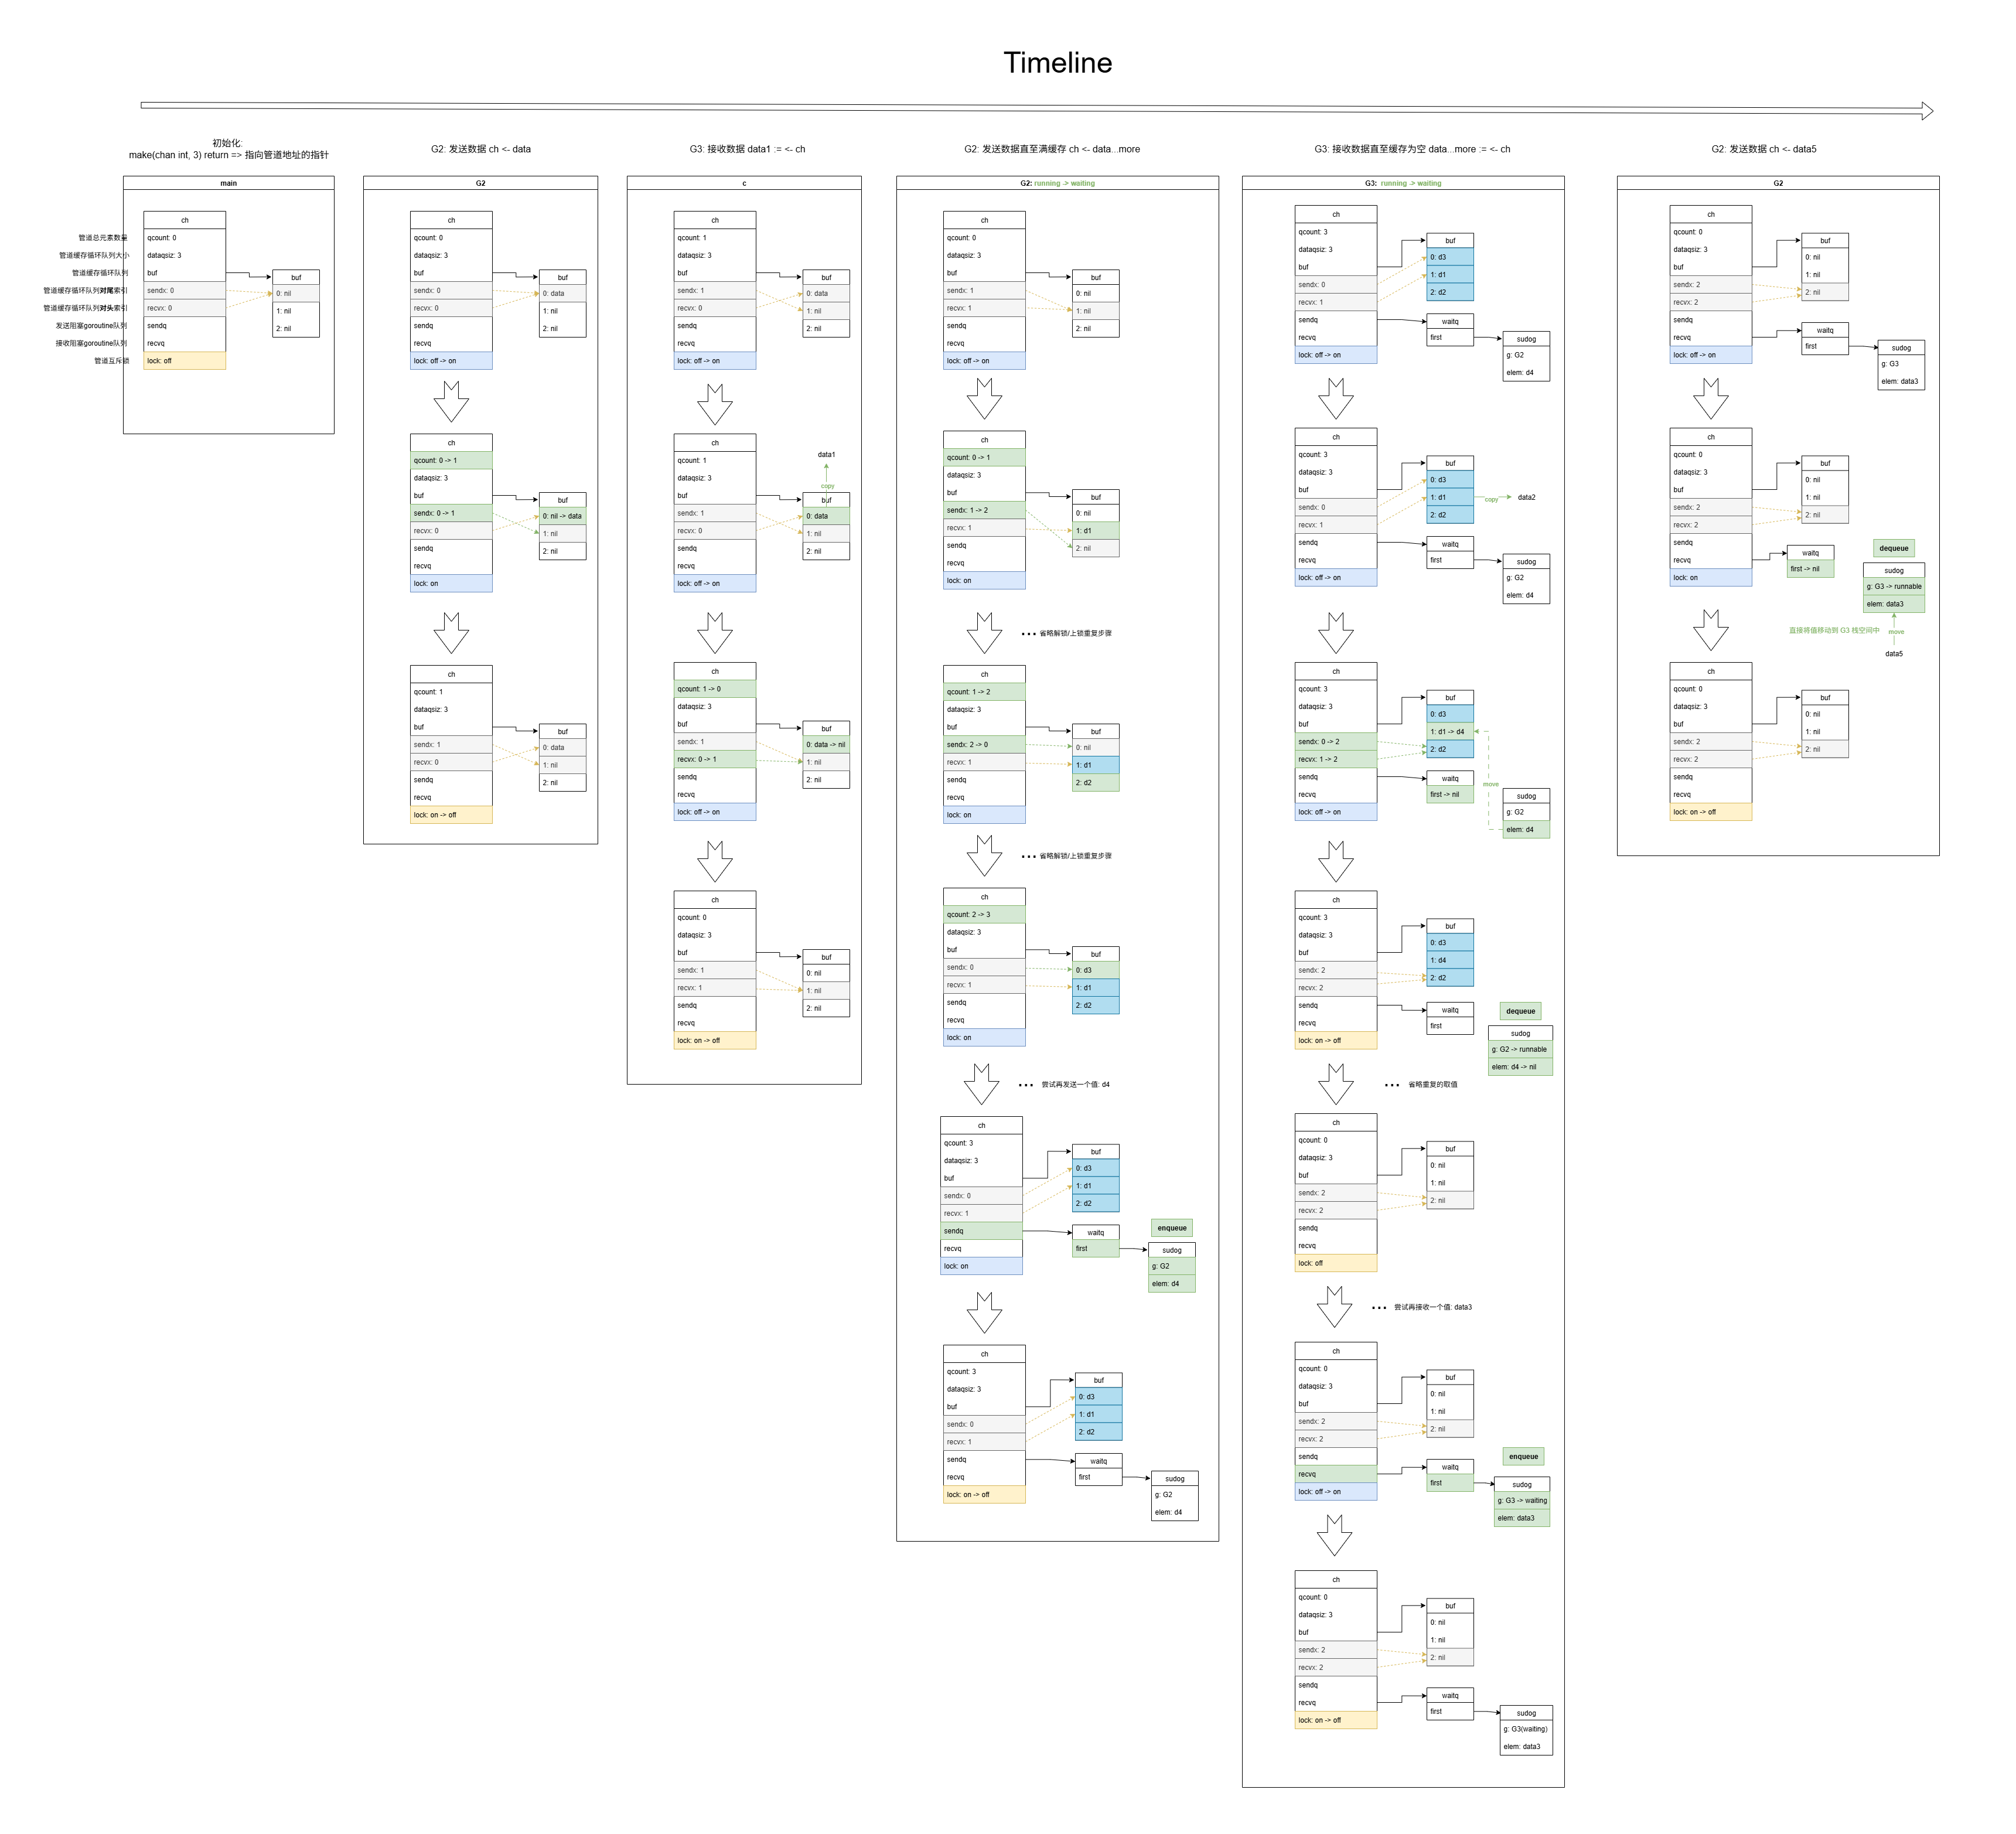 Timeline
初始化:
make(chan int, 3) return => 指向管道地址的指针
main
ch
管道总元素数量
qcount: 0
管道缓存循环队列大小
dataqsiz: 3
管道缓存循环队列
buf
管道缓存循环队列对尾索引
sendx: 0
管道缓存循环队列对头索引
recvx: 0
发送阻塞goroutine队列
sendq
接收阻塞goroutine队列
recvq
管道互斥锁
lock: off
buf
0: nil
1: nil
2: nil
G2: 发送数据 ch <- data
G2
ch
qcount: 0
dataqsiz: 3
buf
sendx: 0
recvx: 0
sendq
recvq
lock: off -> on
buf
0: data
1: nil
2: nil
ch
qcount: 0 -> 1
dataqsiz: 3
buf
sendx: 0 -> 1
recvx: 0
sendq
recvq
lock: on
buf
0: nil -> data
1: nil
2: nil
ch
qcount: 1
dataqsiz: 3
buf
sendx: 1
recvx: 0
sendq
recvq
lock: on -> off
buf
0: data
1: nil
2: nil
G3: 接收数据 data1 := <- ch
c
ch
qcount: 1
dataqsiz: 3
buf
sendx: 1
recvx: 0
sendq
recvq
lock: off -> on
buf
0: data
1: nil
2: nil
ch
qcount: 1
dataqsiz: 3
buf
sendx: 1
recvx: 0
sendq
recvq
lock: off -> on
data1
copy
buf
0: data
1: nil
2: nil
ch
qcount: 1 -> 0
dataqsiz: 3
buf
sendx: 1
recvx: 0 -> 1
sendq
recvq
lock: off -> on
buf
0: data -> nil
1: nil
2: nil
ch
qcount: 0
dataqsiz: 3
buf
sendx: 1
recvx: 1
sendq
recvq
lock: on -> off
buf
0: nil
1: nil
2: nil
G2: 发送数据直至满缓存 ch <- data...more
G2: running -> waiting
ch
qcount: 0
dataqsiz: 3
buf
sendx: 1
recvx: 1
sendq
recvq
lock: off -> on
buf
0: nil
1: nil
2: nil
ch
qcount: 0 -> 1
dataqsiz: 3
buf
sendx: 1 -> 2
recvx: 1
sendq
recvq
lock: on
buf
0: nil
1: d1
2: nil
... 省略解锁/上锁重复步骤
ch
qcount: 1 -> 2
dataqsiz: 3
buf
sendx: 2 -> 0
recvx: 1
sendq
recvq
lock: on
buf
0: nil
1: d1
2: d2
... 省略解锁/上锁重复步骤
ch
qcount: 2 -> 3
dataqsiz: 3
buf
sendx: 0
recvx: 1
sendq
recvq
lock: on
buf
0: d3
1: d1
2: d2
... 尝试再发送一个值: d4
ch
qcount: 3
dataqsiz: 3
buf
sendx: 0
recvx: 1
sendq
recvq
lock: on
buf
0: d3
1: d1
2: d2
waitq
first
enqueue
sudog
g: G2
elem: d4
ch
qcount: 3
dataqsiz: 3
buf
sendx: 0
recvx: 1
sendq
recvq
lock: on -> off
buf
0: d3
1: d1
2: d2
waitq
first
sudog
g: G2
elem: d4
G3: 接收数据直至缓存为空 data...more := <- ch
G3: running -> waiting
ch
qcount: 3
dataqsiz: 3
buf
sendx: 0
recvx: 1
sendq
recvq
lock: off -> on
buf
0: d3
1: d1
2: d2
waitq
first
sudog
g: G2
elem: d4
ch
qcount: 3
dataqsiz: 3
buf
sendx: 0
recvx: 1
sendq
recvq
lock: off -> on
buf
0: d3
1: d1
2: d2
copy
data2
waitq
first
sudog
g: G2
elem: d4
ch
qcount: 3
dataqsiz: 3
buf
sendx: 0 -> 2
recvx: 1 -> 2
sendq
recvq
lock: off -> on
buf
0: d3
1: d1 -> d4
2: d2
waitq
first -> nil
move
sudog
g: G2
elem: d4
ch
qcount: 3
dataqsiz: 3
buf
sendx: 2
recvx: 2
sendq
recvq
lock: on -> off
buf
0: d3
1: d4
2: d2
waitq
first
dequeue
sudog
g: G2 -> runnable
elem: d4 -> nil
... 省略重复的取值
ch
qcount: 0
dataqsiz: 3
buf
sendx: 2
recvx: 2
sendq
recvq
lock: off
buf
0: nil
1: nil
2: nil
... 尝试再接收一个值: data3
ch
qcount: 0
dataqsiz: 3
buf
sendx: 2
recvx: 2
sendq
recvq
lock: off -> on
buf
0: nil
1: nil
2: nil
waitq
first
enqueue
sudog
g: G3 -> waiting
elem: data3
ch
qcount: 0
dataqsiz: 3
buf
sendx: 2
recvx: 2
sendq
recvq
lock: on -> off
buf
0: nil
1: nil
2: nil
waitq
first
sudog
g: G3(waiting)
elem: data3
G2: 发送数据 ch <- data5
G2
ch
qcount: 0
dataqsiz: 3
buf
sendx: 2
recvx: 2
sendq
recvq
lock: off -> on
buf
0: nil
1: nil
2: nil
waitq
first
sudog
g: G3
elem: data3
ch
qcount: 0
dataqsiz: 3
buf
sendx: 2
recvx: 2
sendq
recvq
lock: on
buf
0: nil
1: nil
2: nil
waitq
first -> nil
dequeue
sudog
g: G3 -> runnable
elem: data3
直接将值移动到 G3 栈空间中
move
data5
ch
qcount: 0
dataqsiz: 3
buf
sendx: 2
recvx: 2
sendq
recvq
lock: on -> off
buf
0: nil
1: nil
2: nil